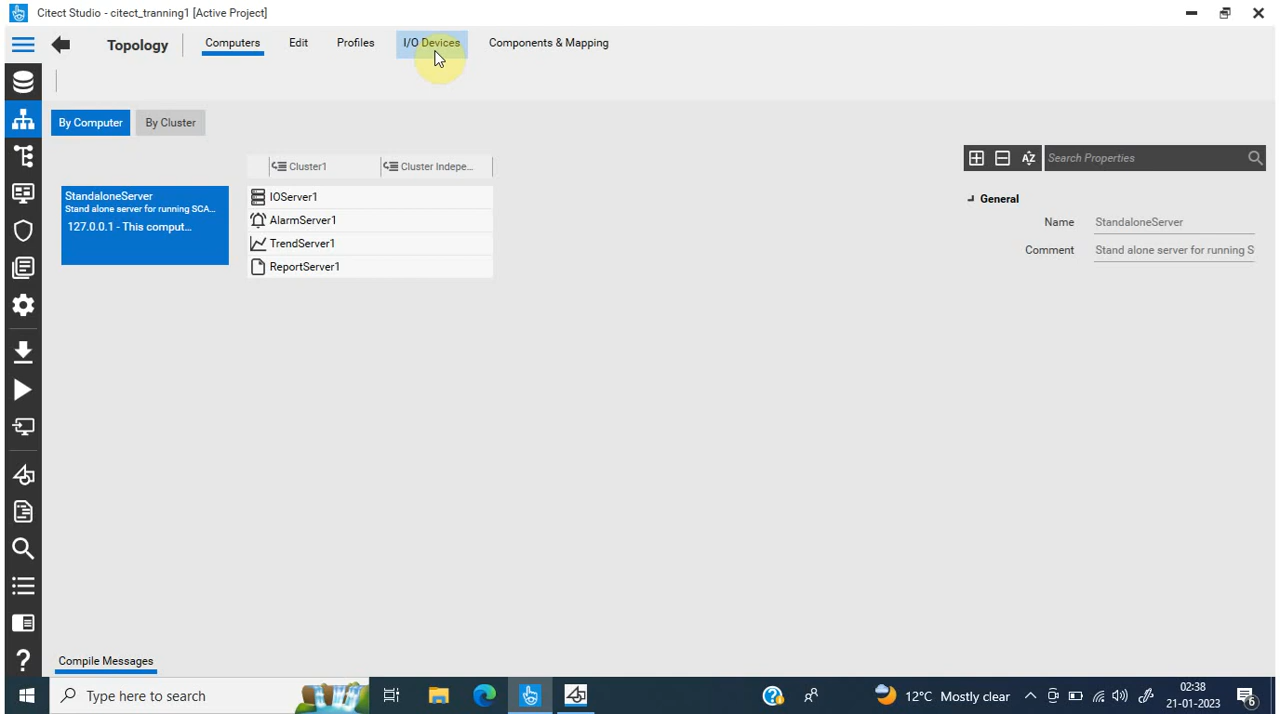 Citect Studio - citect_tranning1 [Active Project]
Topology
Computers
Edit
Profiles
I/O Devices
Components & Mapping
By Computer
By Cluster
Cluster1
Cluster Indepe...
Search Properties
StandaloneServer
Stand alone server for running SCA...
127.0.0.1 - This comput...
IOServer1
AlarmServer1
TrendServer1
ReportServer1
General
Name StandaloneServer
Comment Stand alone server for running S
Compile Messages
Type here to search
12°C Mostly clear
02:38
21-01-2023
6